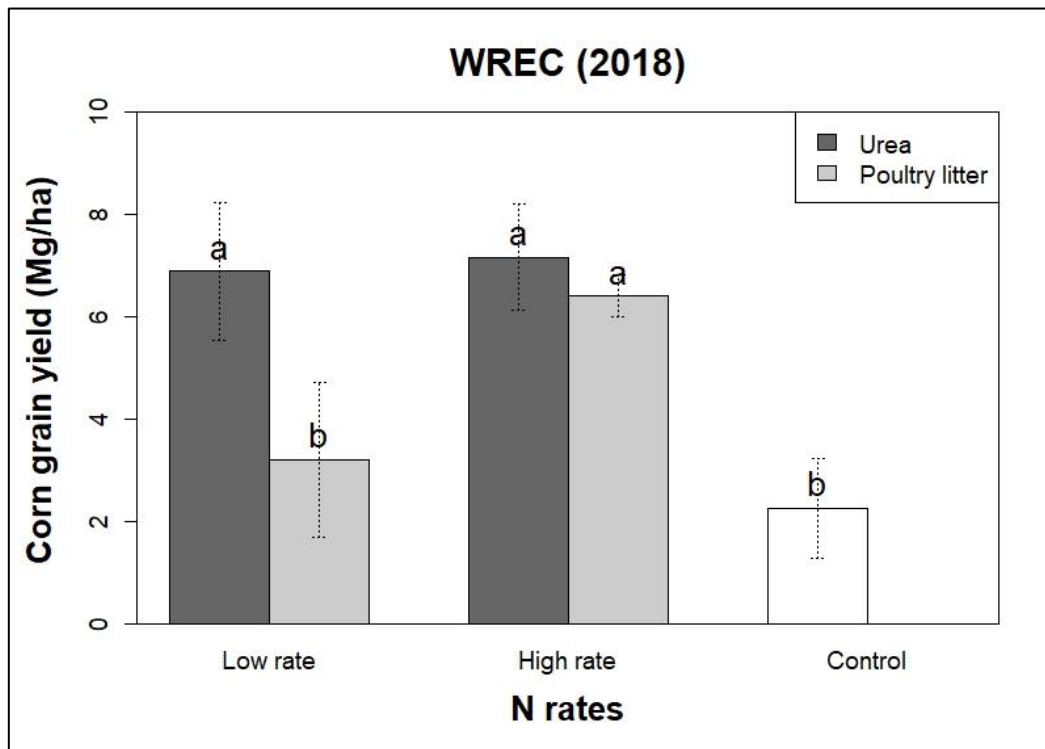 WREC (2018)
Urea
Poultry litter
Corn grain yield (Mg/ha)
10
8
6
4
2
0
a
b
a
a
b
Low rate
High rate
Control
N rates